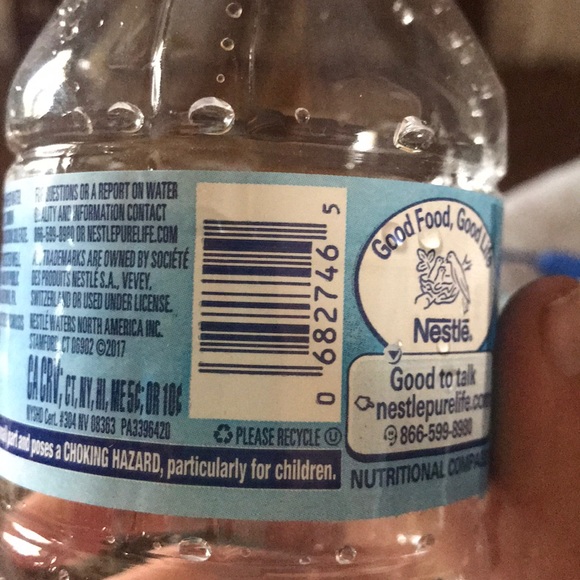 FOR QUESTIONS OR A REPORT ON WATER
QUALITY AND INFORMATION CONTACT
866-599-8980 OR NESTLEPURELIFE.COM
TRADEMARKS ARE OWNED BY SOCIÉTÉ
DES PRODUITS NESTLÉ S.A., VEVEY,
SWITZERLAND OR USED UNDER LICENSE.
NESTLÉ WATERS NORTH AMERICA INC.
STAMFORD, CT 06902 ©2017
CA CRV, CT, NY, HI, ME 5¢; OR 10¢
NYSHD Cert. #304 NV 08363 PA3396420
part and poses a CHOKING HAZARD, particularly for children.
0 682746 5
PLEASE RECYCLE U
Good Food, Good Life
Nestlé®
Good to talk
nestlepurelife.com
866-599-8980
NUTRITIONAL COMPASS